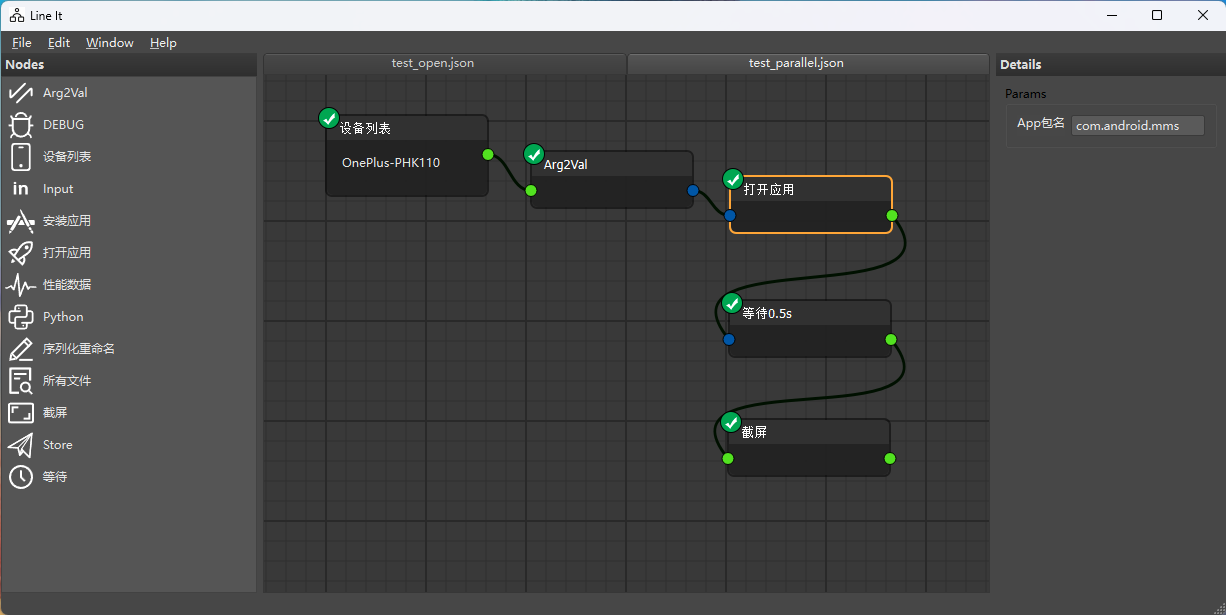 Line It
File Edit Window Help
Nodes
Arg2Val
DEBUG
设备列表
Input
安装应用
打开应用
性能数据
Python
序列化重命名
所有文件
截屏
Store
等待
test_open.json
test_parallel.json
设备列表
OnePlus-PHK110
Arg2Val
打开应用
等待0.5s
截屏
Details
Params
App包名 com.android.mms